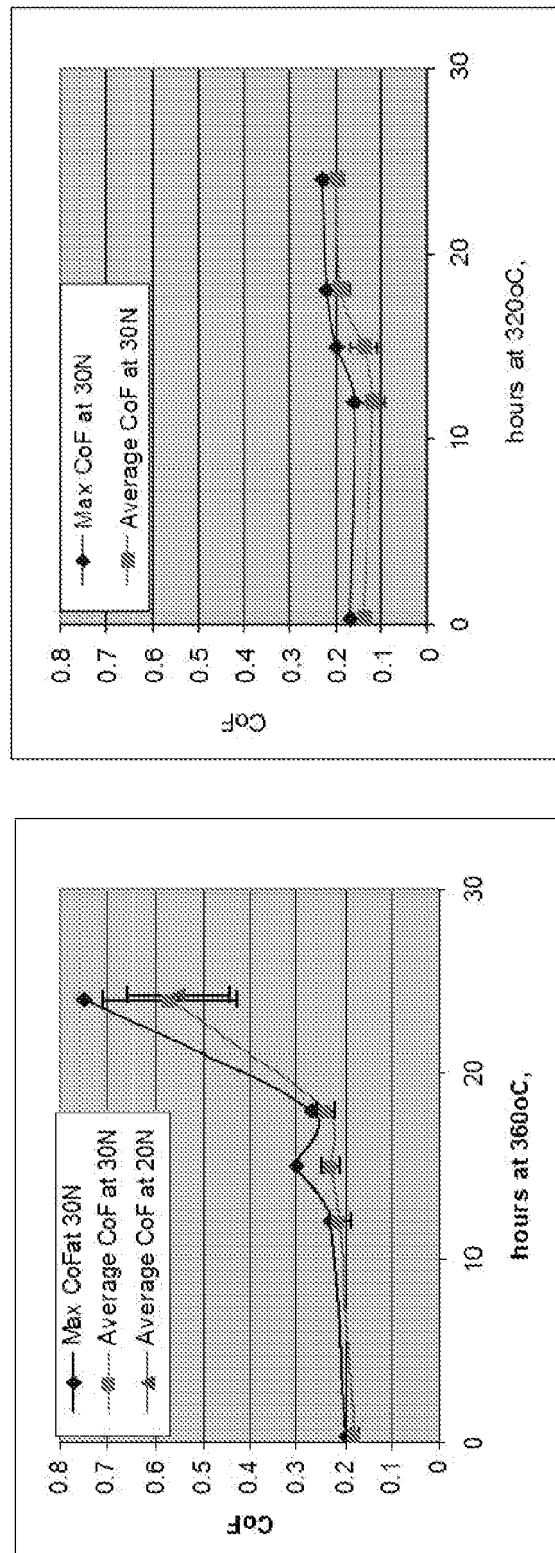 0.8
0.7
0.6
0.5
0.4
0.3
0.2
0.1
0
CoF
Max CoFat 30N
Average CoF at 30N
Average CoF at 20N
0
10
20
30
hours at 360oC,
0.8
0.7
0.6
0.5
0.4
0.3
0.2
0.1
0
CoF
Max CoF at 30N
Average CoF at 30N
0
10
20
30
hours at 320oC,